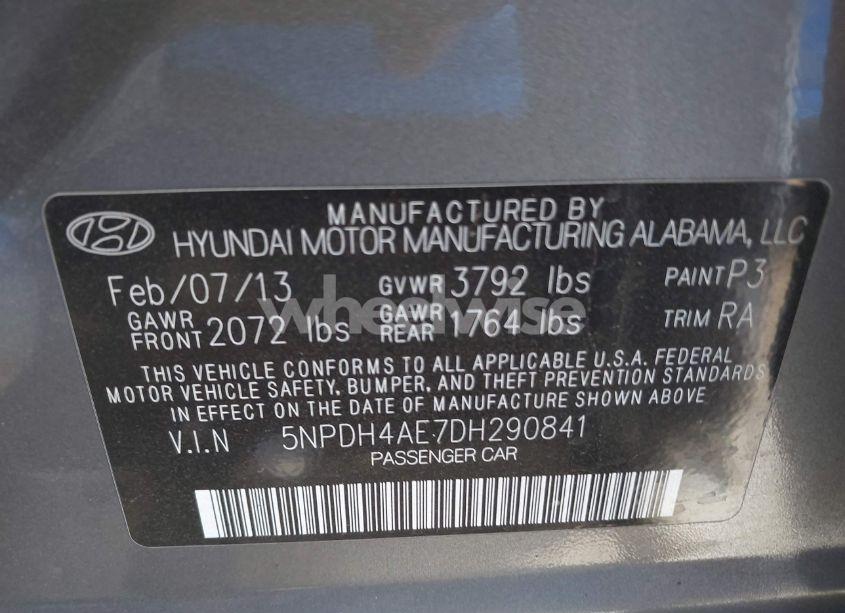 MANUFACTURED BY
HYUNDAI MOTOR MANUFACTURING ALABAMA, LLC
Feb/07/13 GVWR 3792 lbs PAINT P3
GAWR FRONT 2072 lbs GAWR REAR 1764 lbs TRIM RA
THIS VEHICLE CONFORMS TO ALL APPLICABLE U.S.A. FEDERAL
MOTOR VEHICLE SAFETY, BUMPER, AND THEFT PREVENTION STANDARDS
IN EFFECT ON THE DATE OF MANUFACTURE SHOWN ABOVE.
V.I.N 5NPDH4AE7DH290841
PASSENGER CAR
wheelwise